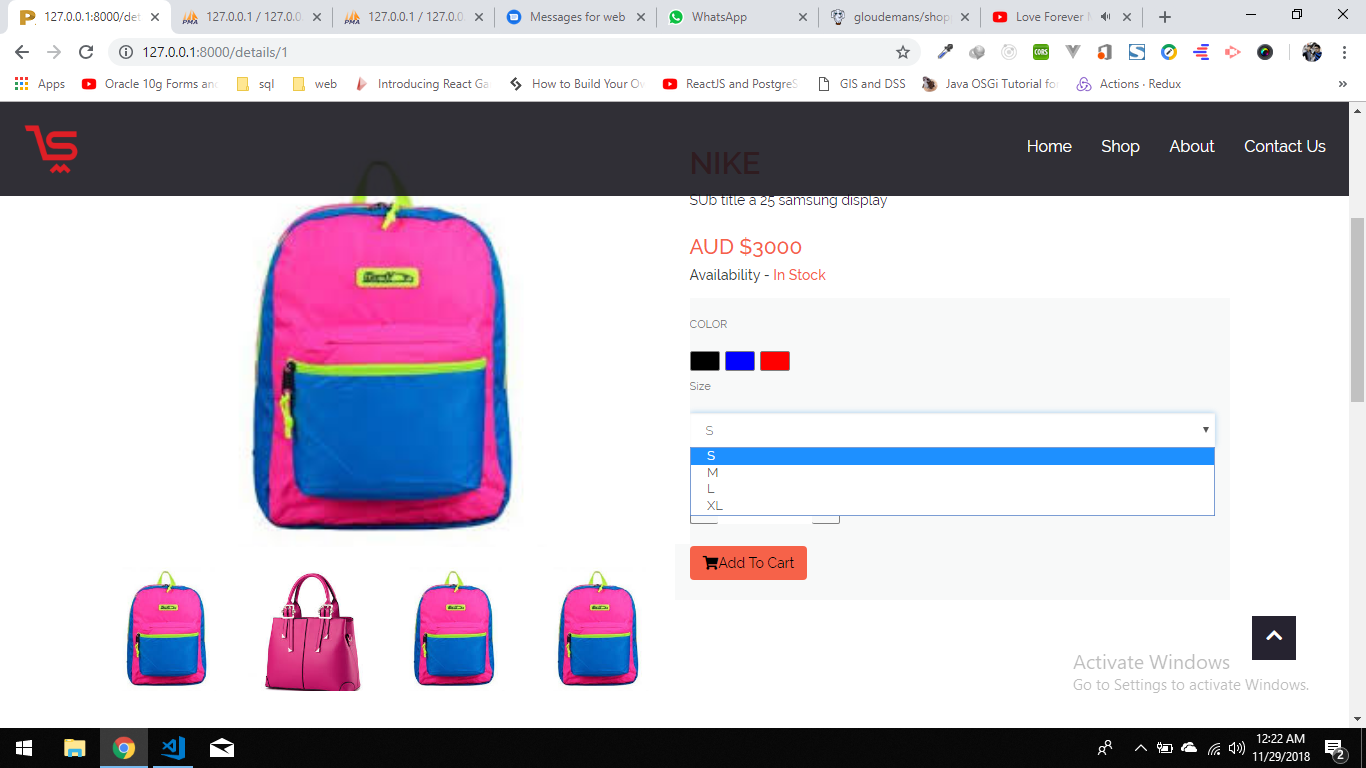 127.0.0.1:8000/det
127.0.0.1 / 127.0.0
127.0.0.1 / 127.0.0.
Messages for web
WhatsApp
gloudemans/shop
Love Forever
127.0.0.1:8000/details/1
Apps
Oracle 10g Forms and
sql
web
Introducing React Ga
How to Build Your Ow
ReactJS and PostgreS
GIS and DSS
Java OSGi Tutorial for
Actions · Redux
»
Home
Shop
About
Contact Us
NIKE
SUb title a 25 samsung display
AUD $3000
Availability - In Stock
COLOR
Size
S
S
M
L
XL
Add To Cart
Activate Windows
Go to Settings to activate Windows.
12:22 AM
11/29/2018
2